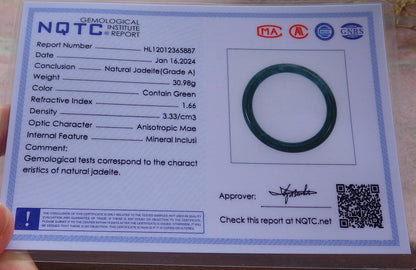 NQTC GEMOLOGICAL INSTITUTE REPORT
MA GNRS
Report Number HL12012365887
Date Jan 16,2024
Conclusion Natural Jadeite(Grade A)
Weight 30.98g
Color Contain Green
Refractive Index 1.66
Density 3.33/cm3
Optic Character Anisotropic Mae
Internal Feature Mineral Inclusi
Comment:
Gemological tests correspond to the charact
eristics of natural jadeite.
Approver:
Check this report at NQTC.net